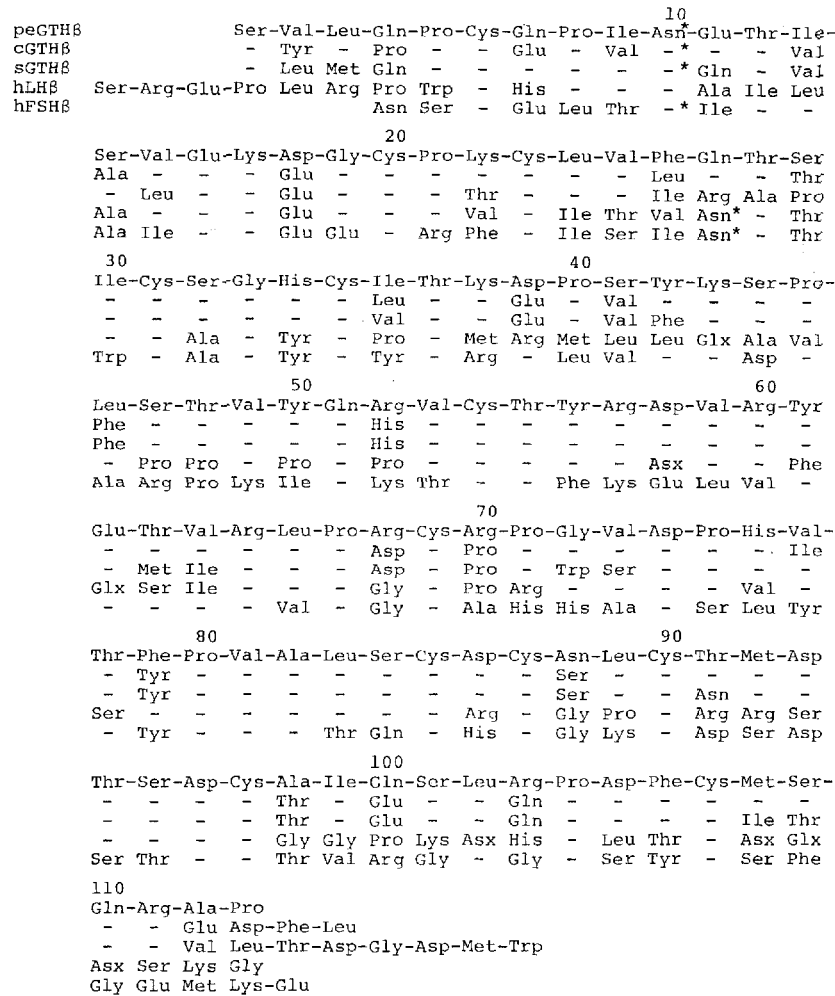 10
peGTHβ Ser-Val-Leu-Gln-Pro-Cys-Gln-Pro-Ile-Asn*-Glu-Thr-Ile-
cGTHβ - Tyr - Pro - - Glu - Val -* - - Val
sGTHβ - Leu Met Gln - - - - - -* Gln - Val
hLHβ Ser-Arg-Glu-Pro Leu Arg Pro Trp - His - - - Ala Ile Leu
hFSHβ Asn Ser - Glu Leu Thr -* Ile - -
20
Ser-Val-Glu-Lys-Asp-Gly-Cys-Pro-Lys-Cys-Leu-Val-Phe-Gln-Thr-Ser
Ala - - - Glu - - - - - - - Leu - - Thr
- Leu - - Glu - - - Thr - - - Ile Arg Ala Pro
Ala - - - Glu - - - Val - Ile Thr Val Asn* - Thr
Ala Ile - - Glu Glu - Arg Phe - Ile Ser Ile Asn* - Thr
30 40
Ile-Cys-Ser-Gly-His-Cys-Ile-Thr-Lys-Asp-Pro-Ser-Tyr-Lys-Ser-Pro-
- - - - - - Leu - - Glu - Val - - - -
- - - - - - Val - - Glu - Val Phe - - -
- - Ala - Tyr - Pro - Met Arg Met Leu Leu Glx Ala Val
Trp - Ala - Tyr - Tyr - Arg - Leu Val - - Asp -
50 60
Leu-Ser-Thr-Val-Tyr-Gln-Arg-Val-Cys-Thr-Tyr-Arg-Asp-Val-Arg-Tyr
Phe - - - - - His - - - - - - - - -
Phe - - - - - His - - - - - - - - -
- Pro Pro - Pro - Pro - - - - - Asx - - Phe
Ala Arg Pro Lys Ile - Lys Thr - - Phe Lys Glu Leu Val -
70
Glu-Thr-Val-Arg-Leu-Pro-Arg-Cys-Arg-Pro-Gly-Val-Asp-Pro-His-Val-
- - - - - - Asp - Pro - - - - - - Ile
- Met Ile - - - Asp - Pro - Trp Ser - - - -
Glx Ser Ile - - - Gly - Pro Arg - - - - Val -
- - - - Val - Gly - Ala His His Ala - Ser Leu Tyr
80 90
Thr-Phe-Pro-Val-Ala-Leu-Ser-Cys-Asp-Cys-Asn-Leu-Cys-Thr-Met-Asp
- Tyr - - - - - - - - Ser - - - - -
- Tyr - - - - - - - - Ser - - Asn - -
Ser - - - - - - - Arg - Gly Pro - Arg Arg Ser
- Tyr - - - Thr Gln - His - Gly Lys - Asp Ser Asp
100
Thr-Ser-Asp-Cys-Ala-Ile-Gln-Ser-Leu-Arg-Pro-Asp-Phe-Cys-Met-Ser-
- - - - Thr - Glu - - Gln - - - - - -
- - - - Thr - Glu - - Gln - - - - Ile Thr
- - - - Gly Gly Pro Lys Asx His - Leu Thr - Asx Glx
Ser Thr - - Thr Val Arg Gly - Gly - Ser Tyr - Ser Phe
110
Gln-Arg-Ala-Pro
- - Glu Asp-Phe-Leu
- - Val Leu-Thr-Asp-Gly-Asp-Met-Trp
Asx Ser Lys Gly
Gly Glu Met Lys-Glu